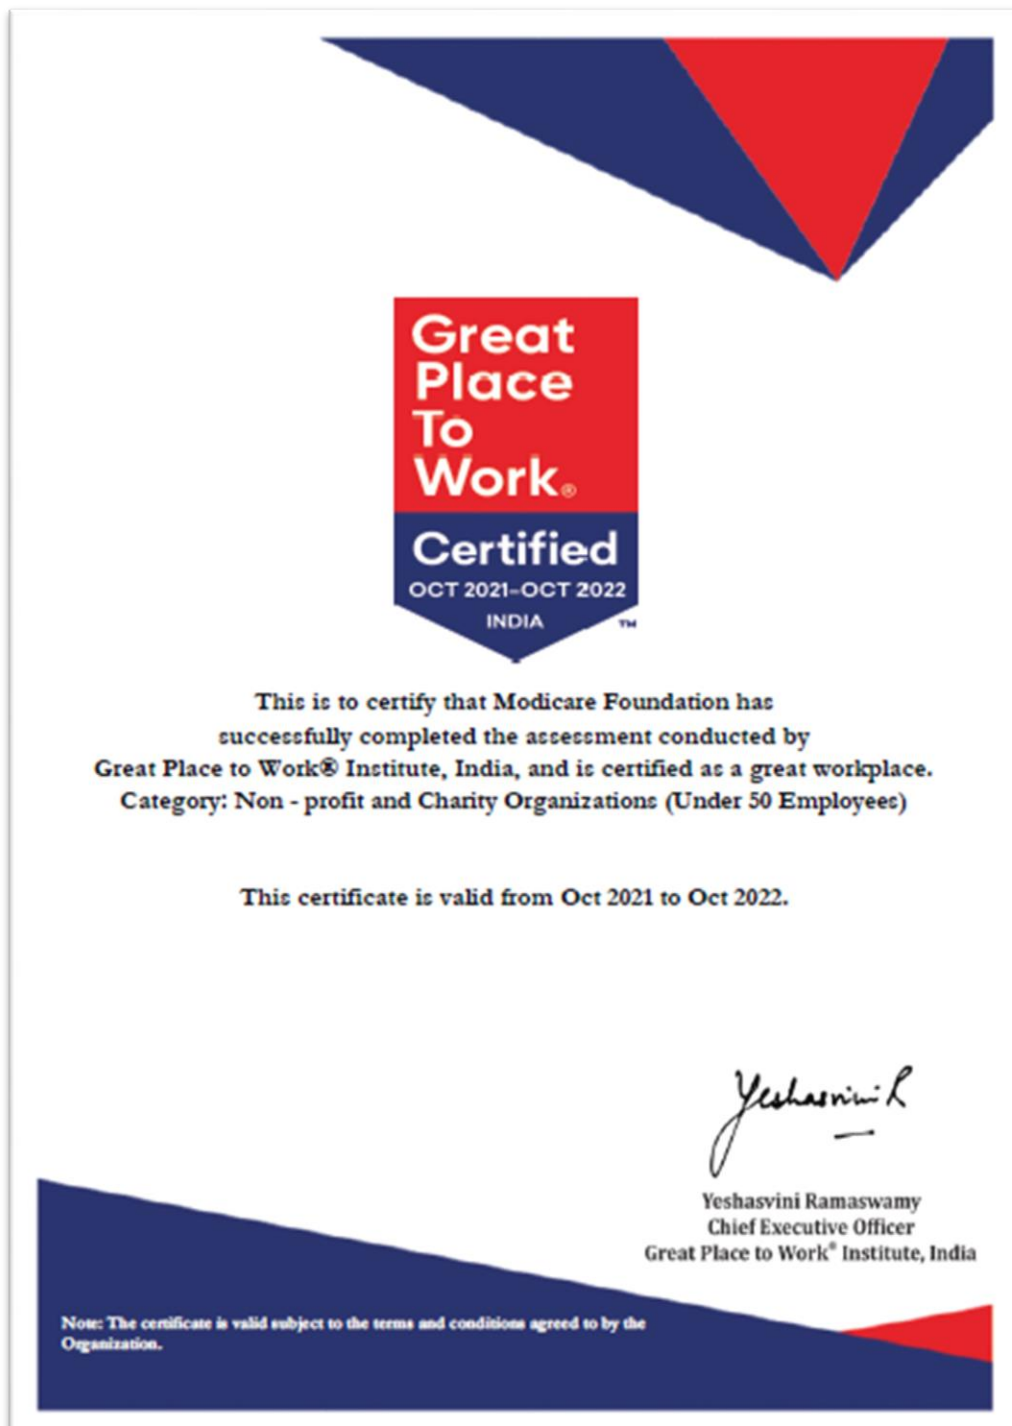 Great
Place
To
Work®
Certified
OCT 2021–OCT 2022
INDIA
TM
This is to certify that Modicare Foundation has
successfully completed the assessment conducted by
Great Place to Work® Institute, India, and is certified as a great workplace.
Category: Non - profit and Charity Organizations (Under 50 Employees)
This certificate is valid from Oct 2021 to Oct 2022.
Yeshasvini R
Yeshasvini Ramaswamy
Chief Executive Officer
Great Place to Work® Institute, India
Note: The certificate is valid subject to the terms and conditions agreed to by the
Organization.